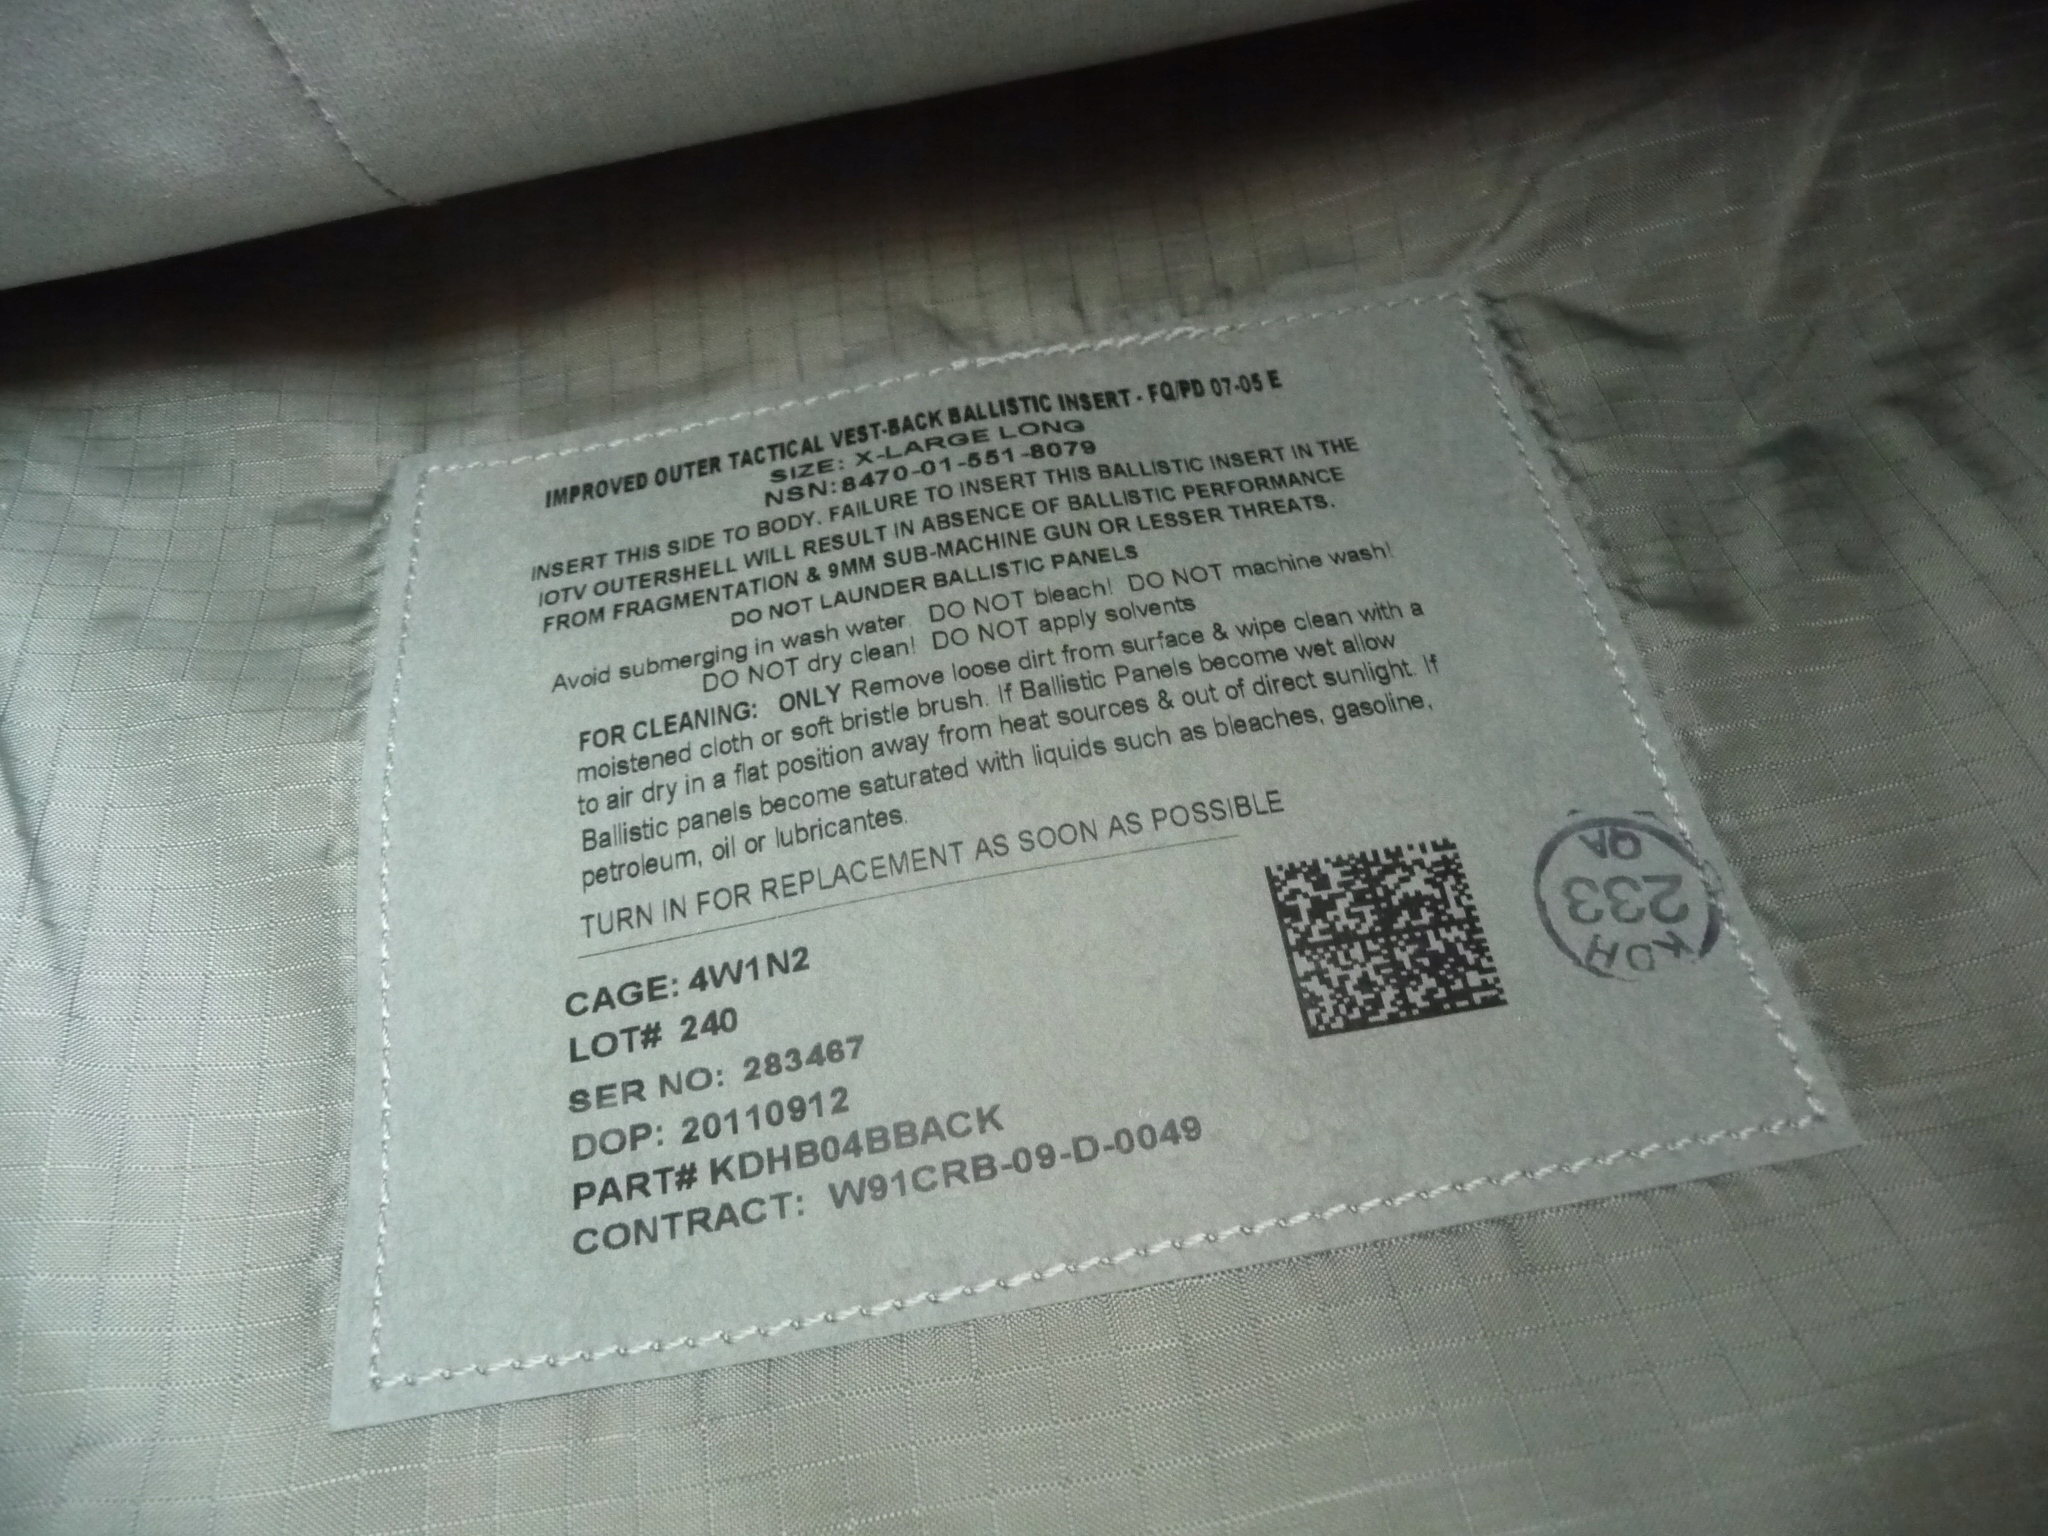 IMPROVED OUTER TACTICAL VEST-BACK BALLISTIC INSERT - FQ/PD 07-05 E
SIZE: X-LARGE LONG
NSN:8470-01-551-8079
INSERT THIS SIDE TO BODY. FAILURE TO INSERT THIS BALLISTIC INSERT IN THE
IOTV OUTERSHELL WILL RESULT IN ABSENCE OF BALLISTIC PERFORMANCE
FROM FRAGMENTATION & 9MM SUB-MACHINE GUN OR LESSER THREATS.
DO NOT LAUNDER BALLISTIC PANELS
Avoid submerging in wash water. DO NOT bleach! DO NOT machine wash!
DO NOT dry clean! DO NOT apply solvents
FOR CLEANING: ONLY Remove loose dirt from surface & wipe clean with a
moistened cloth or soft bristle brush. If Ballistic Panels become wet allow
to air dry in a flat position away from heat sources & out of direct sunlight. If
Ballistic panels become saturated with liquids such as bleaches, gasoline,
petroleum, oil or lubricantes.
TURN IN FOR REPLACEMENT AS SOON AS POSSIBLE
CAGE: 4W1N2
LOT# 240
SER NO: 283467
DOP: 20110912
PART# KDHB04BBACK
CONTRACT: W91CRB-09-D-0049
KDH
233
QA